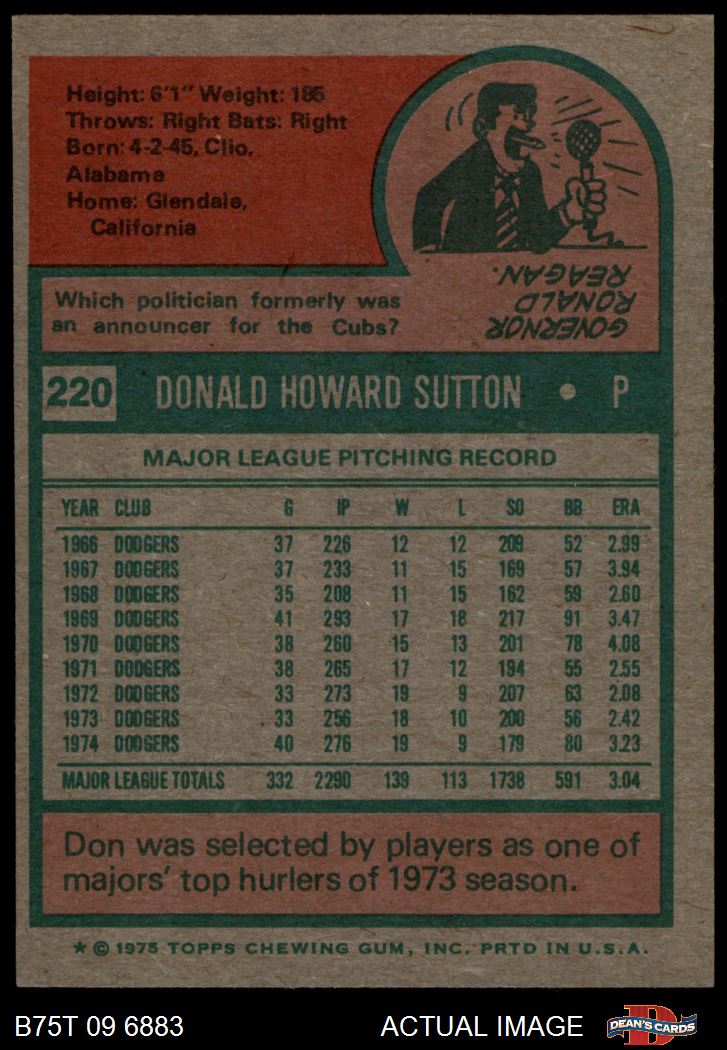 Height: 6'1" Weight: 185
Throws: Right Bats: Right
Born: 4-2-45, Clio,
Alabama
Home: Glendale,
California
Which politician formerly was
an announcer for the Cubs?
GOVERNOR
RONALD
REAGAN.
220 DONALD HOWARD SUTTON • P
MAJOR LEAGUE PITCHING RECORD
YEAR CLUB G IP W L SO BB ERA
1966 DODGERS 37 226 12 12 209 52 2.99
1967 DODGERS 37 233 11 15 169 57 3.94
1968 DODGERS 35 208 11 15 162 59 2.60
1969 DODGERS 41 293 17 18 217 91 3.47
1970 DODGERS 38 260 15 13 201 78 4.08
1971 DODGERS 38 265 17 12 194 55 2.55
1972 DODGERS 33 273 19 9 207 63 2.08
1973 DODGERS 33 256 18 10 200 56 2.42
1974 DODGERS 40 276 19 9 179 80 3.23
MAJOR LEAGUE TOTALS 332 2290 139 113 1738 591 3.04
Don was selected by players as one of
majors' top hurlers of 1973 season.
* © 1975 TOPPS CHEWING GUM, INC. PRTD IN U.S.A.
B75T 09 6883 ACTUAL IMAGE DEAN'S CARDS